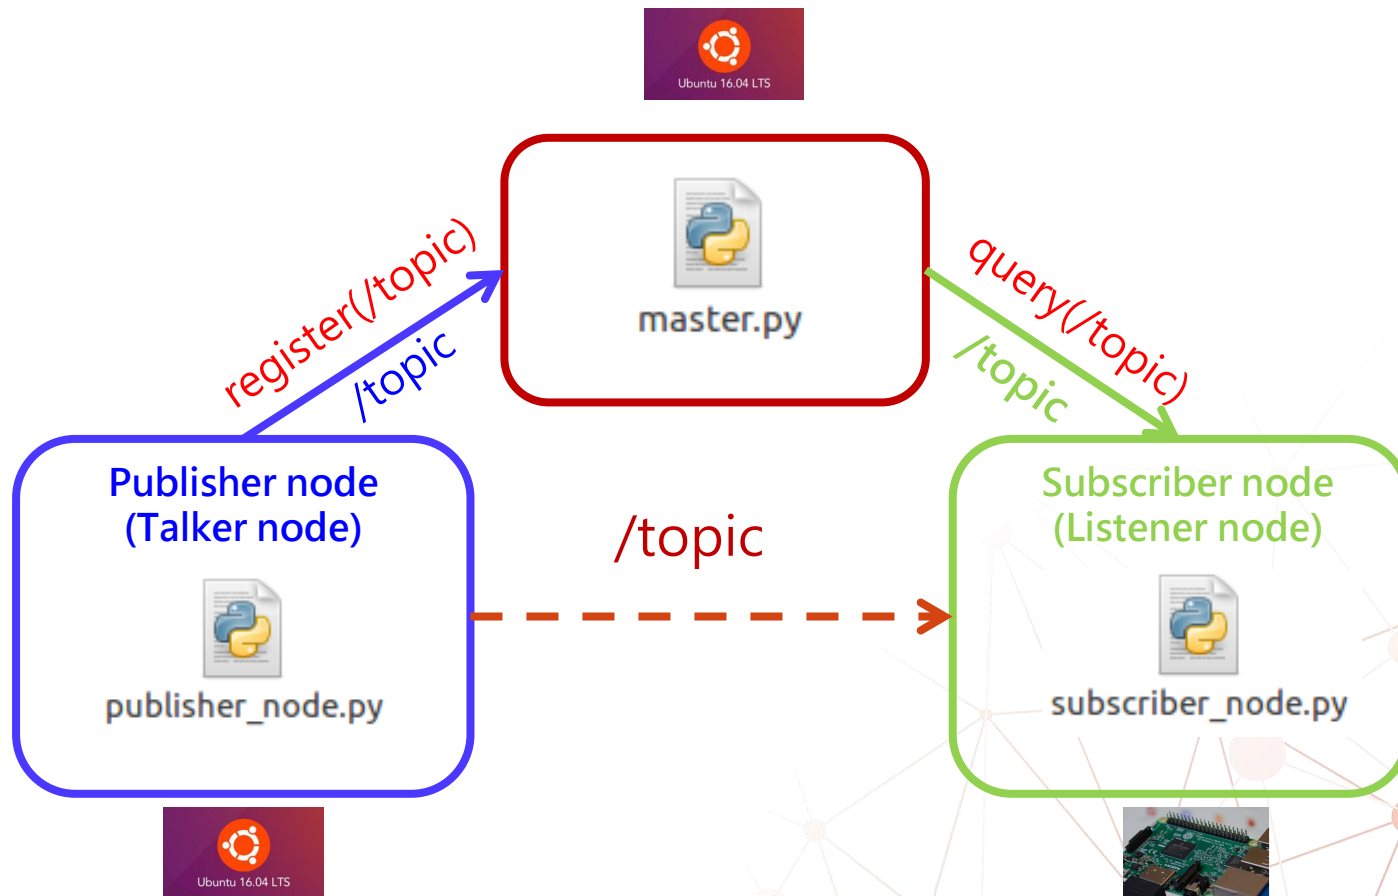 Ubuntu 16.04 LTS
master.py
register(/topic)
/topic
query(/topic)
/topic
Publisher node
(Talker node)
publisher_node.py
/topic
Subscriber node
(Listener node)
subscriber_node.py
Ubuntu 16.04 LTS